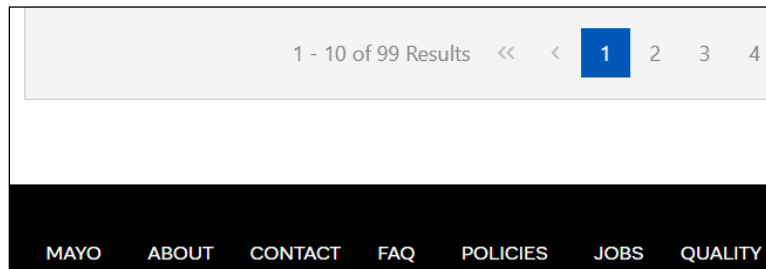 1 - 10 of 99 Results << < 1 2 3 4
MAYO ABOUT CONTACT FAQ POLICIES JOBS QUALITY